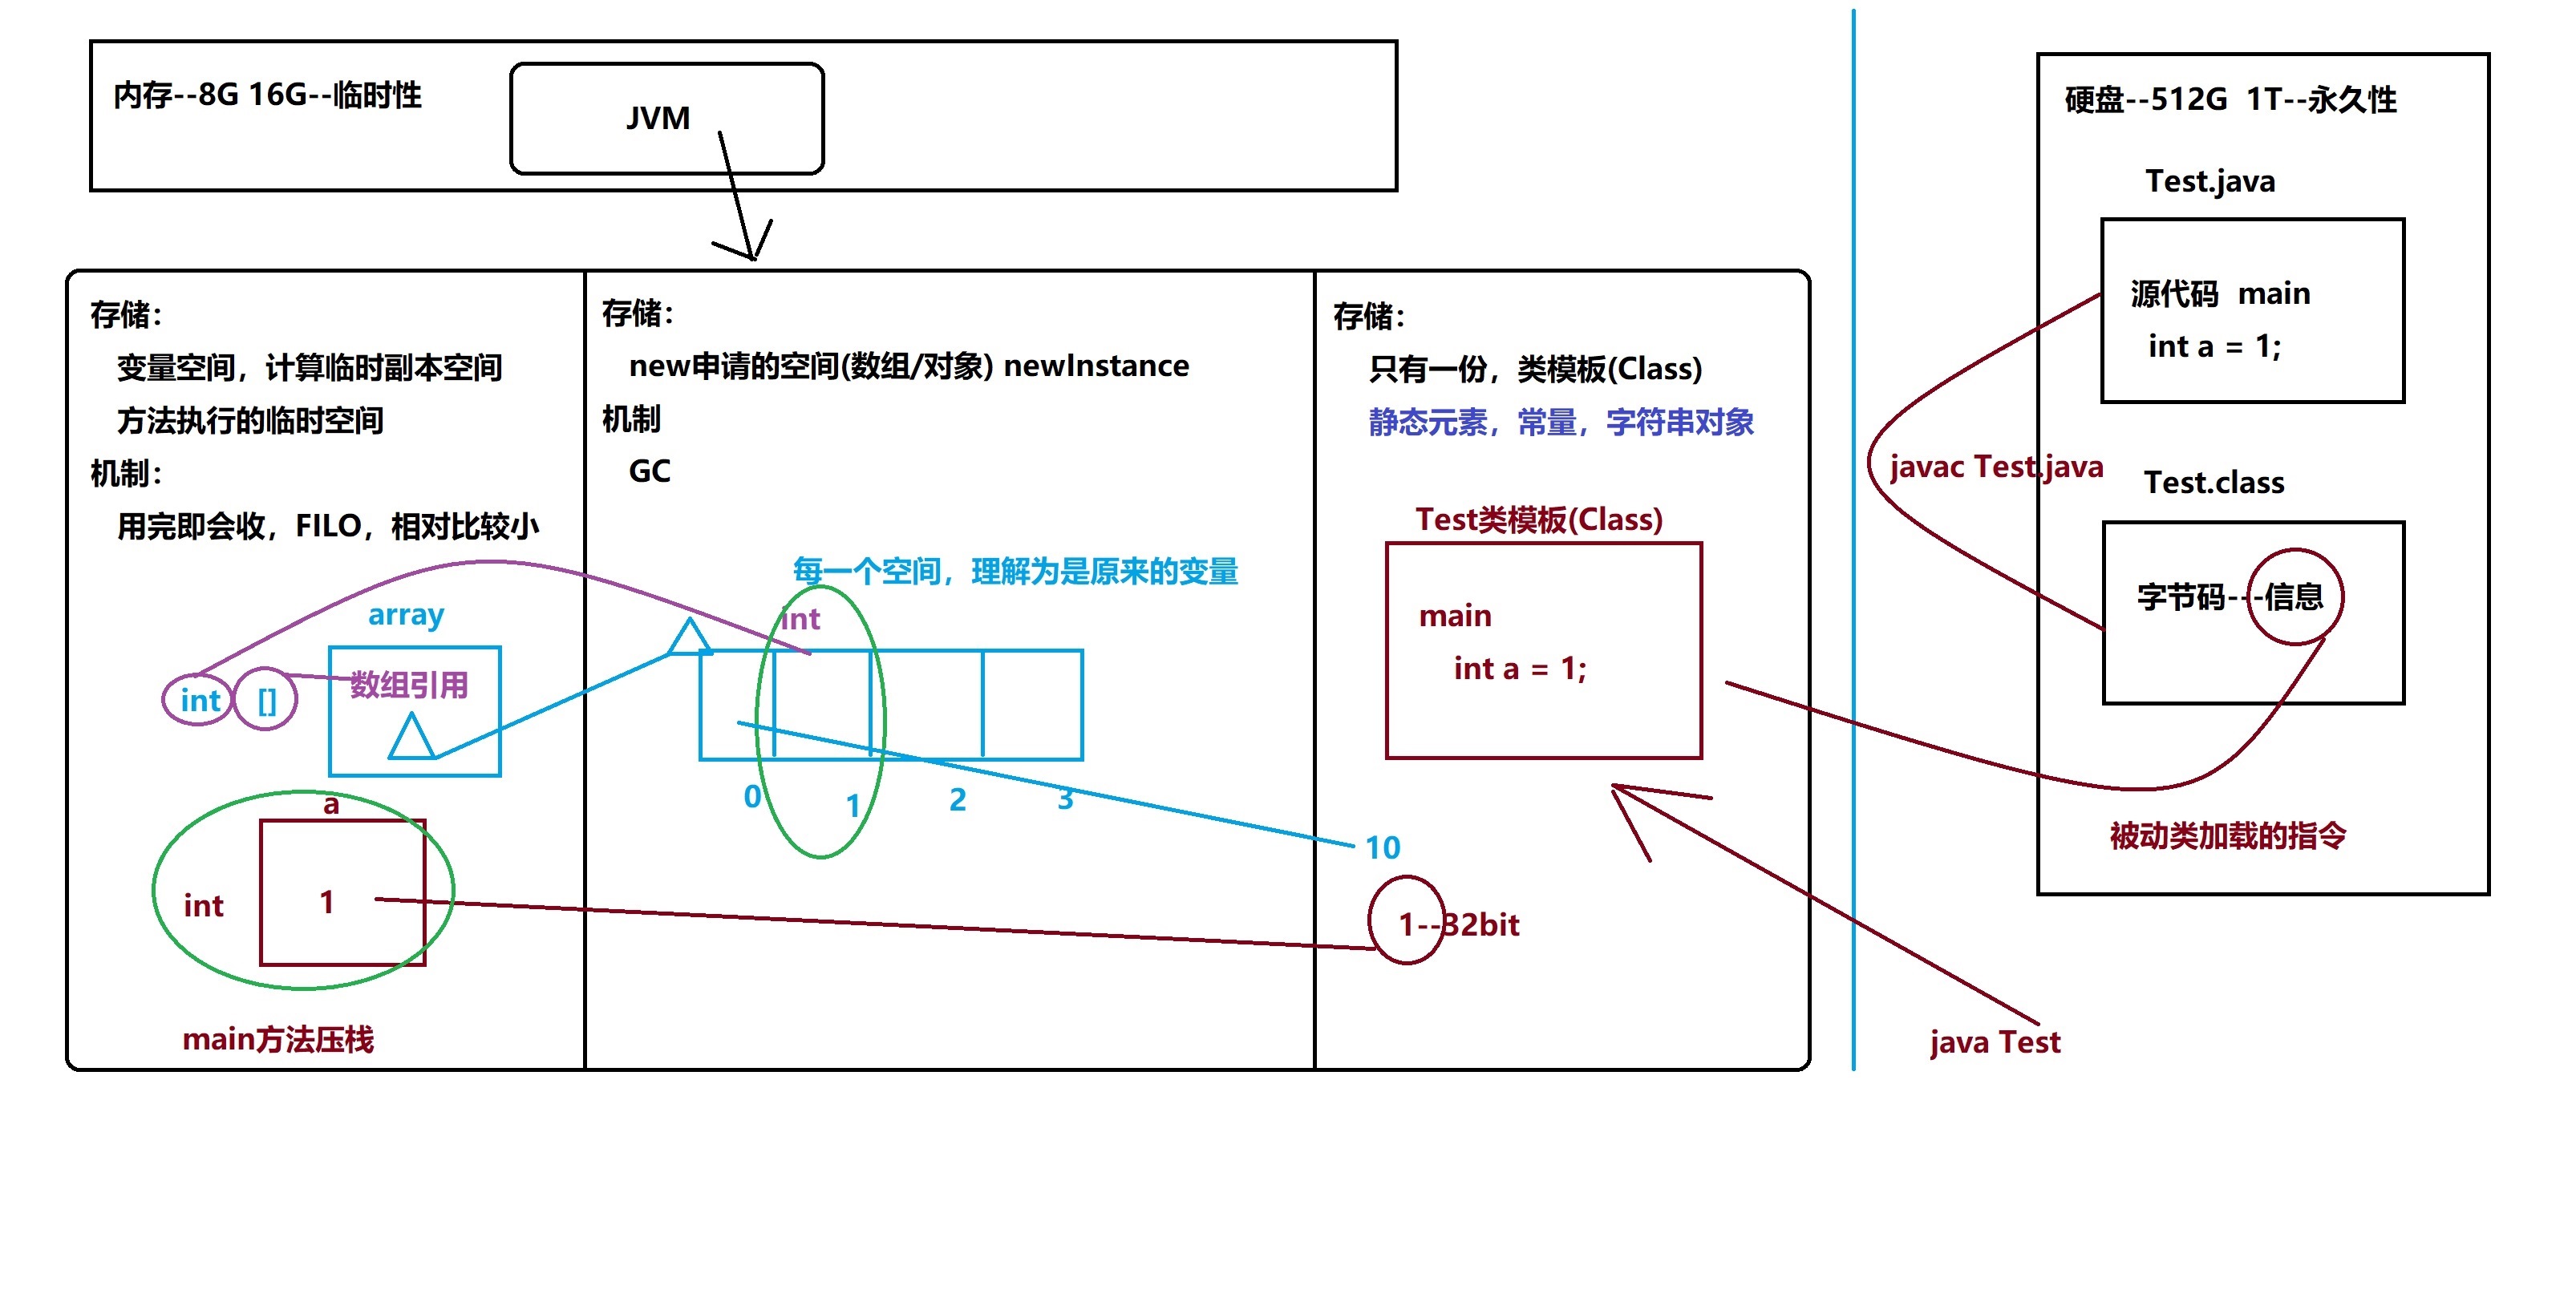 内存--8G 16G--临时性
JVM
存储：
变量空间，计算临时副本空间
方法执行的临时空间
机制：
用完即会收，FILO，相对比较小
array
int
[]
数组引用
a
int
1
main方法压栈
存储：
new申请的空间(数组/对象) newInstance
机制
GC
每一个空间，理解为是原来的变量
int
0
1
2
3
存储：
只有一份，类模板(Class)
静态元素，常量，字符串对象
Test类模板(Class)
main
int a = 1;
10
1--32bit
硬盘--512G 1T--永久性
Test.java
源代码 main
int a = 1;
javac Test.java
Test.class
字节码---信息
被动类加载的指令
java Test